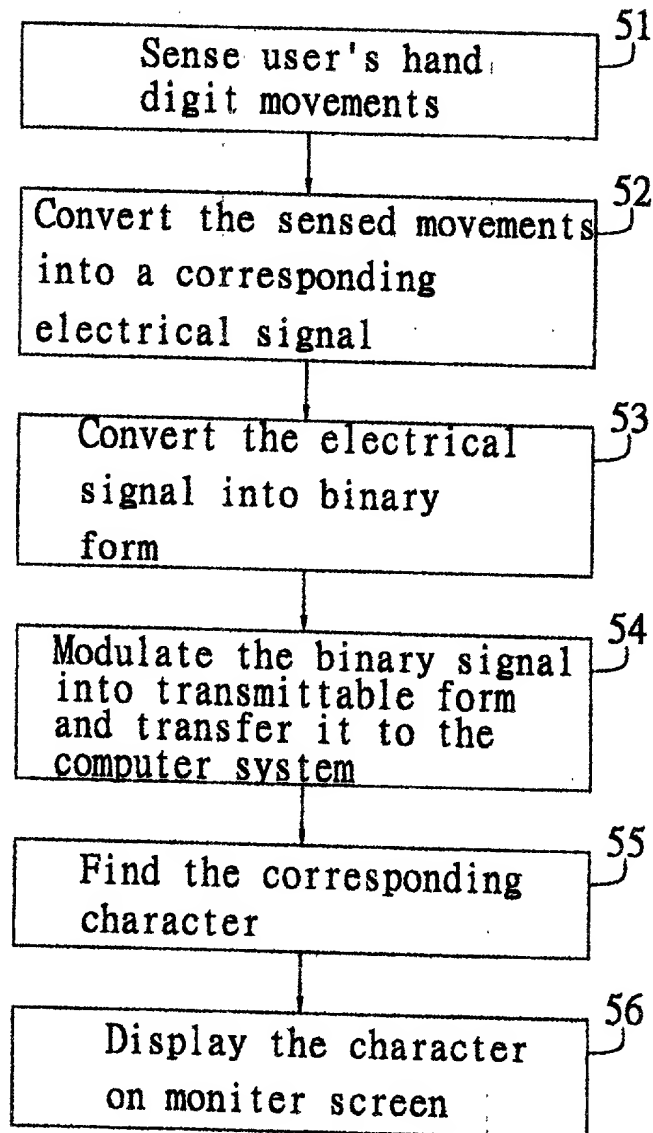 51
Sense user's hand
digit movements
52
Convert the sensed movements
into a corresponding
electrical signal
53
Convert the electrical
signal into binary
form
54
Modulate the binary signal
into transmittable form
and transfer it to the
computer system
55
Find the corresponding
character
56
Display the character
on moniter screen